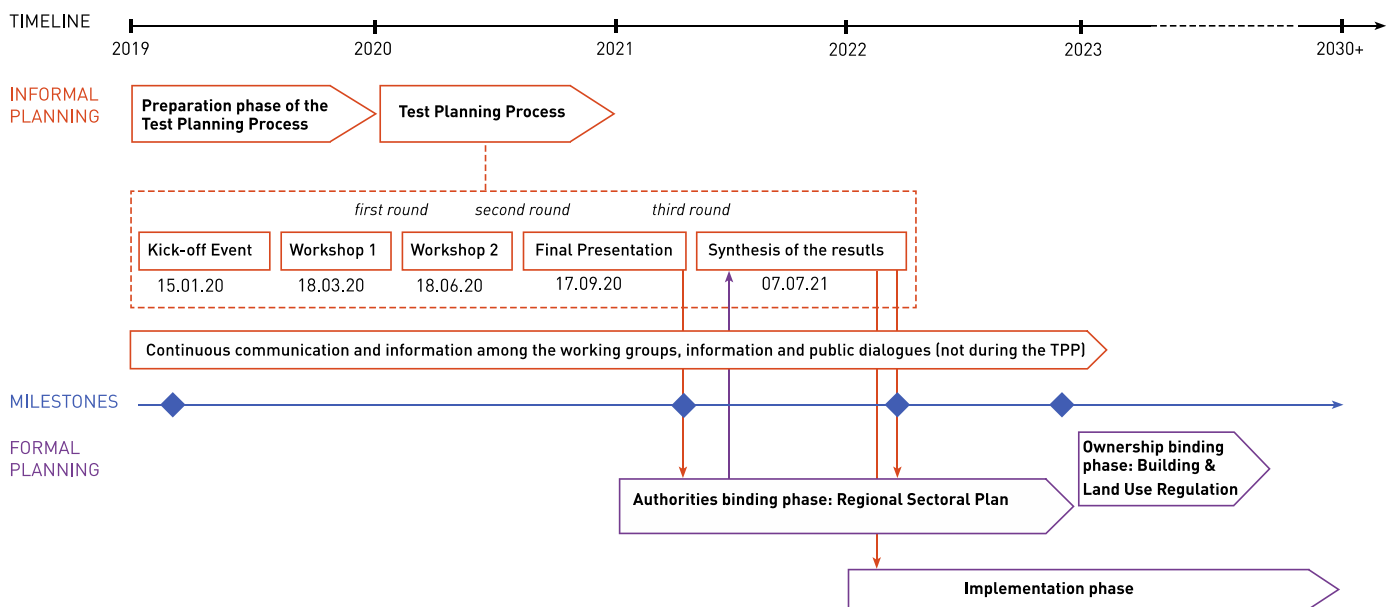 TIMELINE
2019
2020
2021
2022
2023
2030+
INFORMAL
PLANNING
Preparation phase of the
Test Planning Process
Test Planning Process
first round
second round
third round
Kick-off Event
Workshop 1
Workshop 2
Final Presentation
Synthesis of the resutls
15.01.20
18.03.20
18.06.20
17.09.20
07.07.21
Continuous communication and information among the working groups, information and public dialogues (not during the TPP)
MILESTONES
FORMAL
PLANNING
Ownership binding
phase: Building &
Land Use Regulation
Authorities binding phase: Regional Sectoral Plan
Implementation phase